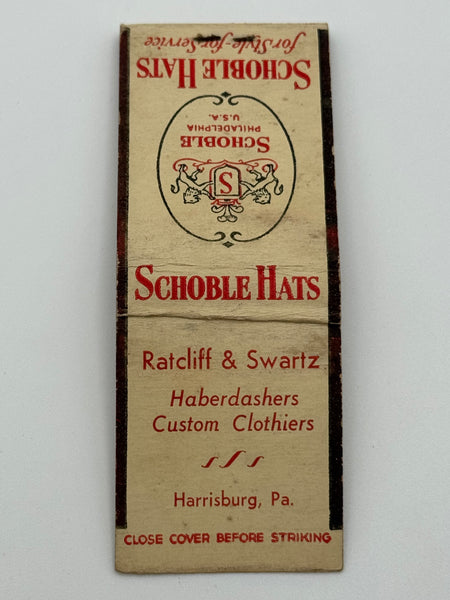 for Style-for Service
SCHOBLE HATS
SCHOBLE
PHILADELPHIA
U.S.A.
S
SCHOBLE HATS
Ratcliff & Swartz
Haberdashers
Custom Clothiers
Harrisburg, Pa.
CLOSE COVER BEFORE STRIKING